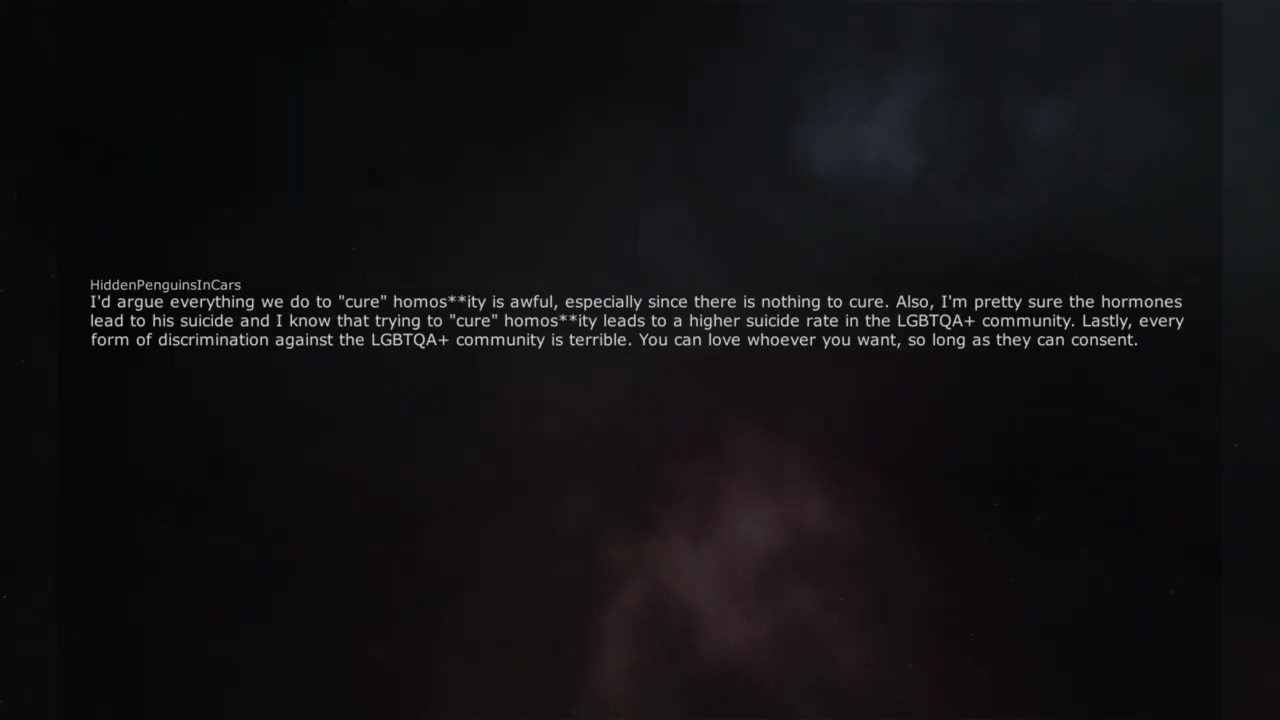 HiddenPenguinsInCars
I'd argue everything we do to "cure" homos**ity is awful, especially since there is nothing to cure. Also, I'm pretty sure the hormones
lead to his suicide and I know that trying to "cure" homos**ity leads to a higher suicide rate in the LGBTQA+ community. Lastly, every
form of discrimination against the LGBTQA+ community is terrible. You can love whoever you want, so long as they can consent.